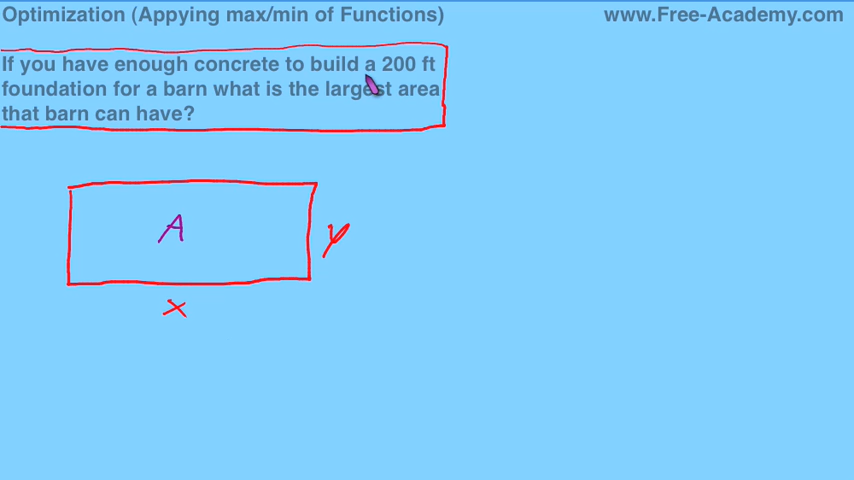 Optimization (Appying max/min of Functions)
www.Free-Academy.com
If you have enough concrete to build a 200 ft
foundation for a barn what is the largest area
that barn can have?
A
y
x